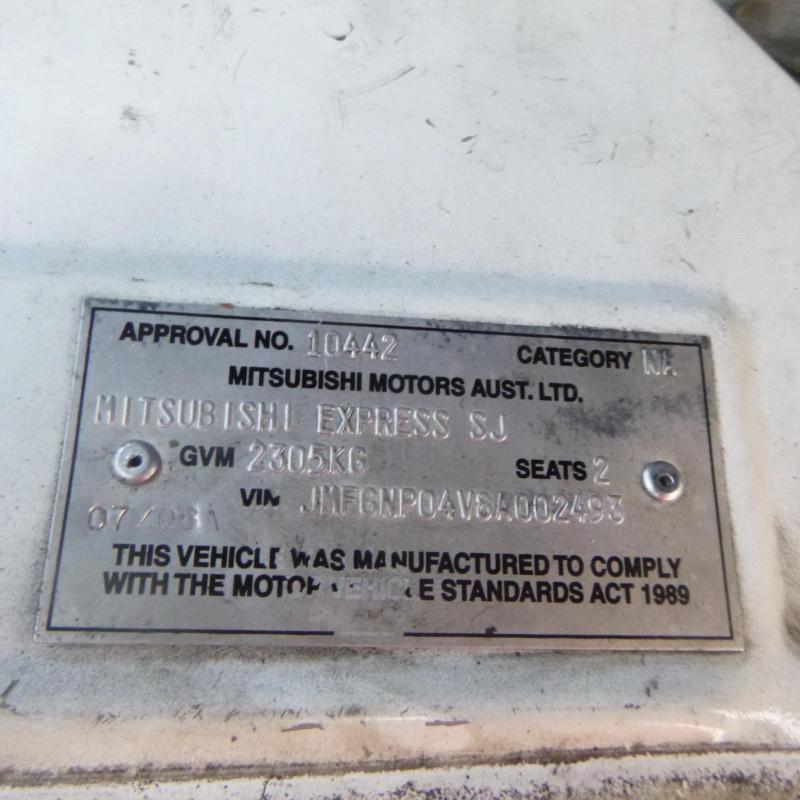 APPROVAL NO. 10442 CATEGORY NA
MITSUBISHI MOTORS AUST. LTD.
MITSUBISHI EXPRESS SJ
GVM 2305KG SEATS 2
VIN
THIS VEHICLE WAS MANUFACTURED TO COMPLY
WITH THE MOTOR VEHICLE STANDARDS ACT 1989